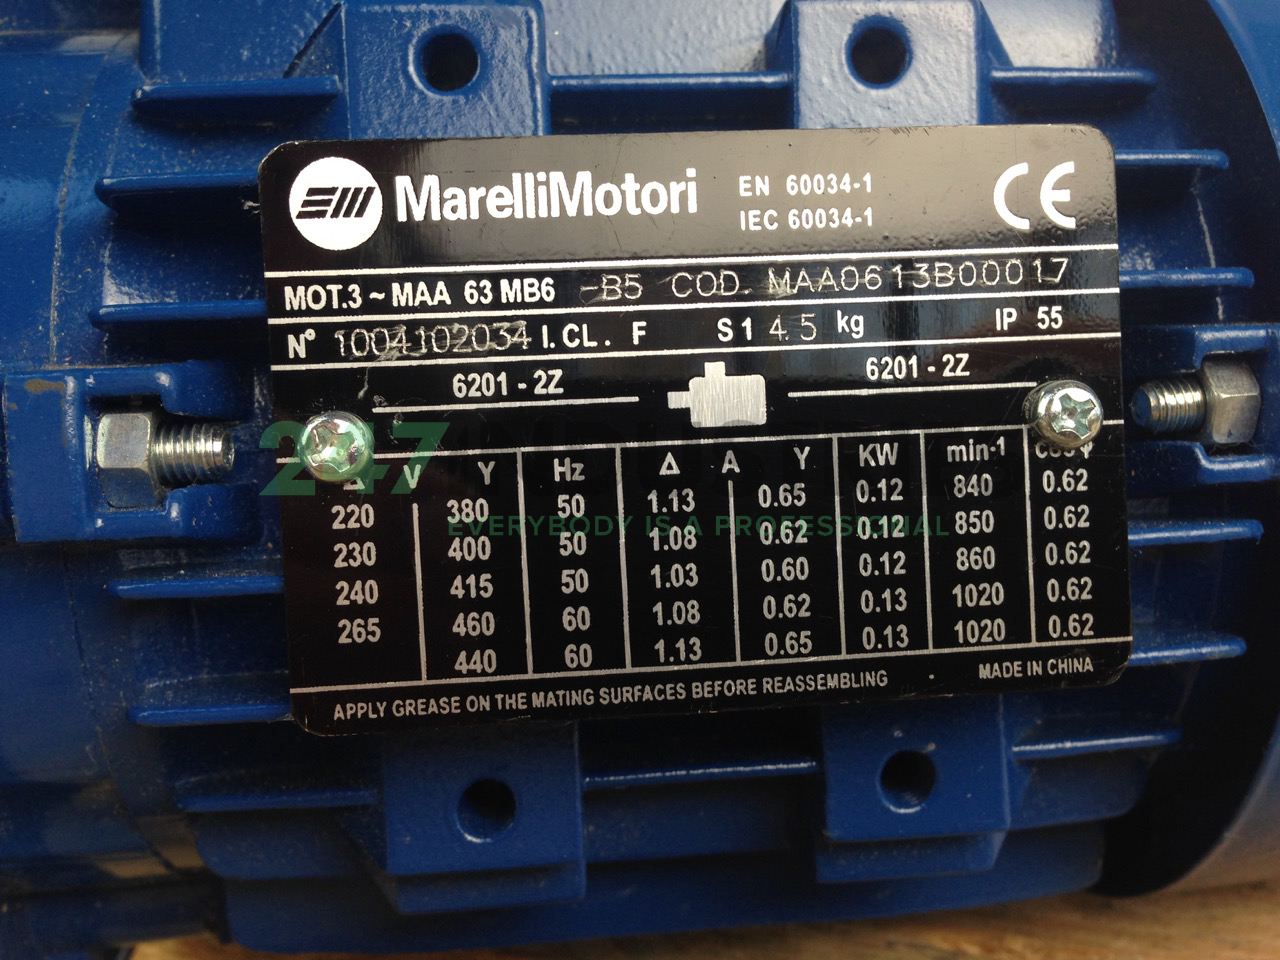 MarelliMotori
EN 60034-1
IEC 60034-1
CE
MOT.3 ~ MAA 63 MB6 -B5 COD. MAA0613B00017
N° 1004102034 I.CL. F S1 4.5 kg IP 55
6201 - 2Z 6201 - 2Z
Δ V Y Hz Δ A Y KW min-1 cosφ
220 380 50 1.13 0.65 0.12 840 0.62
230 400 50 1.08 0.62 0.12 850 0.62
240 415 50 1.03 0.60 0.12 860 0.62
265 460 60 1.08 0.62 0.13 1020 0.62
440 60 1.13 0.65 0.13 1020 0.62
APPLY GREASE ON THE MATING SURFACES BEFORE REASSEMBLING . MADE IN CHINA
247 INDUSTRY
EVERYBODY IS A PROFESSIONAL